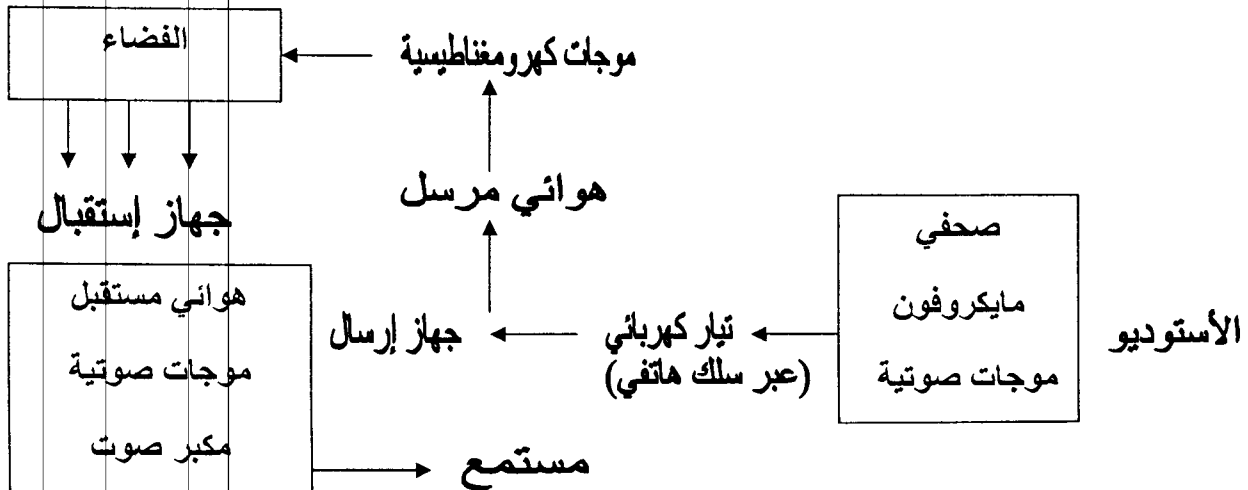 الفضاء
موجات كهرومغناطيسية
هوائي مرسل
جهاز إستقبال
صحفي
مايكروفون
موجات صوتية
الأستوديو
تيار كهربائي
(عبر سلك هاتفي)
جهاز إرسال
هوائي مستقبل
موجات صوتية
مكبر صوت
مستمع